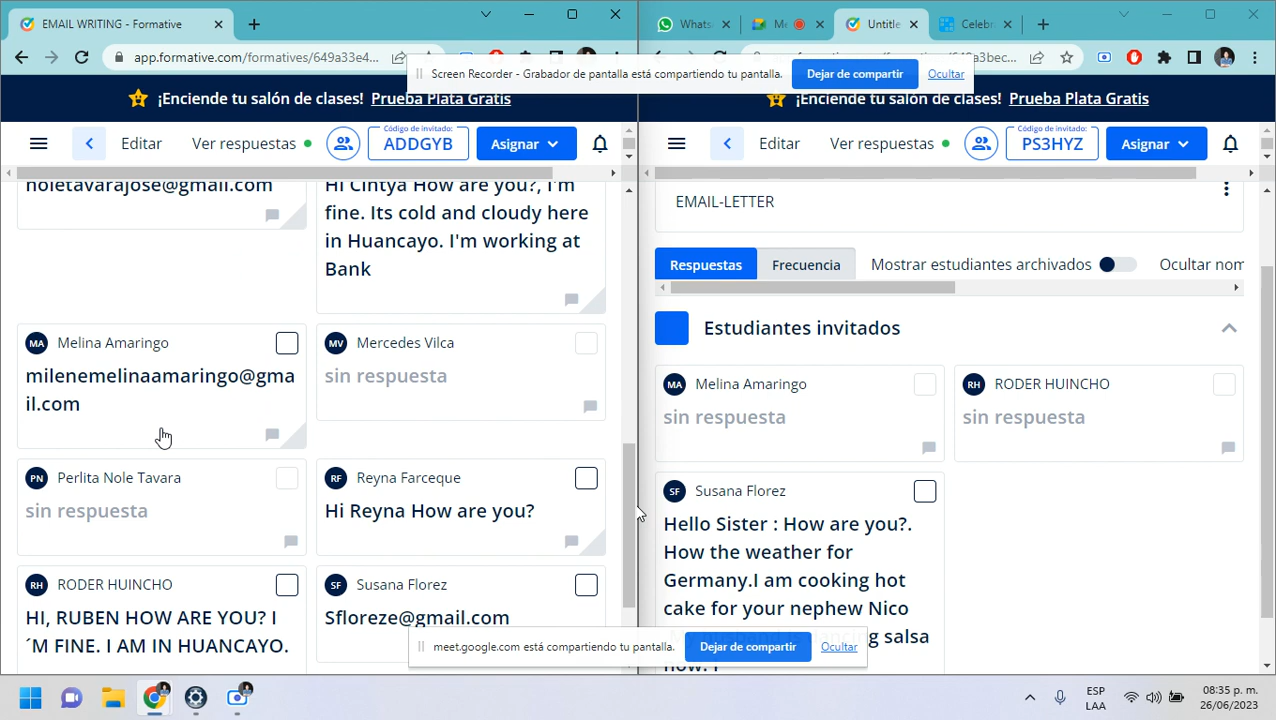 EMAIL WRITING - Formative
Whats
Me
Untitle
Celebr
app.formative.com/formatives/649a33e4...
Screen Recorder - Grabador de pantalla está compartiendo tu pantalla.
Dejar de compartir
Ocultar
¡Enciende tu salón de clases! Prueba Plata Gratis
¡Enciende tu salón de clases! Prueba Plata Gratis
Editar
Ver respuestas
Código de invitado:
ADDGYB
Asignar
Editar
Ver respuestas
Código de invitado:
PS3HYZ
Asignar
noletavarajose@gmail.com
Hi Cintya How are you?, I'm
fine. Its cold and cloudy here
in Huancayo. I'm working at
Bank
MA Melina Amaringo
milenemelinaamaringo@gma
il.com
MV Mercedes Vilca
sin respuesta
PN Perlita Nole Tavara
sin respuesta
RF Reyna Farceque
Hi Reyna How are you?
RH RODER HUINCHO
HI, RUBEN HOW ARE YOU? I
´M FINE. I AM IN HUANCAYO.
SF Susana Florez
Sfloreze@gmail.com
EMAIL-LETTER
Respuestas
Frecuencia
Mostrar estudiantes archivados
Ocultar nom
Estudiantes invitados
MA Melina Amaringo
sin respuesta
RH RODER HUINCHO
sin respuesta
SF Susana Florez
Hello Sister : How are you?.
How the weather for
Germany.I am cooking hot
cake for your nephew Nico
salsa
meet.google.com está compartiendo tu pantalla.
Dejar de compartir
Ocultar
ESP
LAA
08:35 p. m.
26/06/2023